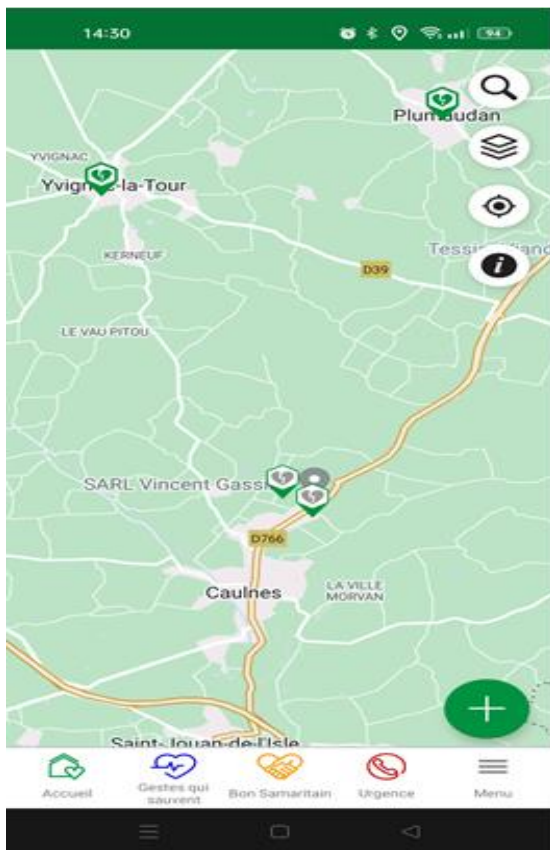 14:30
94
Plumaudan
YVIGNAC
Yvignac-la-Tour
KERNEUF
D39
LE VAU PITOU
SARL Vincent Gass
D766
Caulnes
LA VILLE
MORVAN
Saint-Jouan-de-l'Isle
Accueil
Gestes qui
sauvent
Bon Samaritain
Urgence
Menu